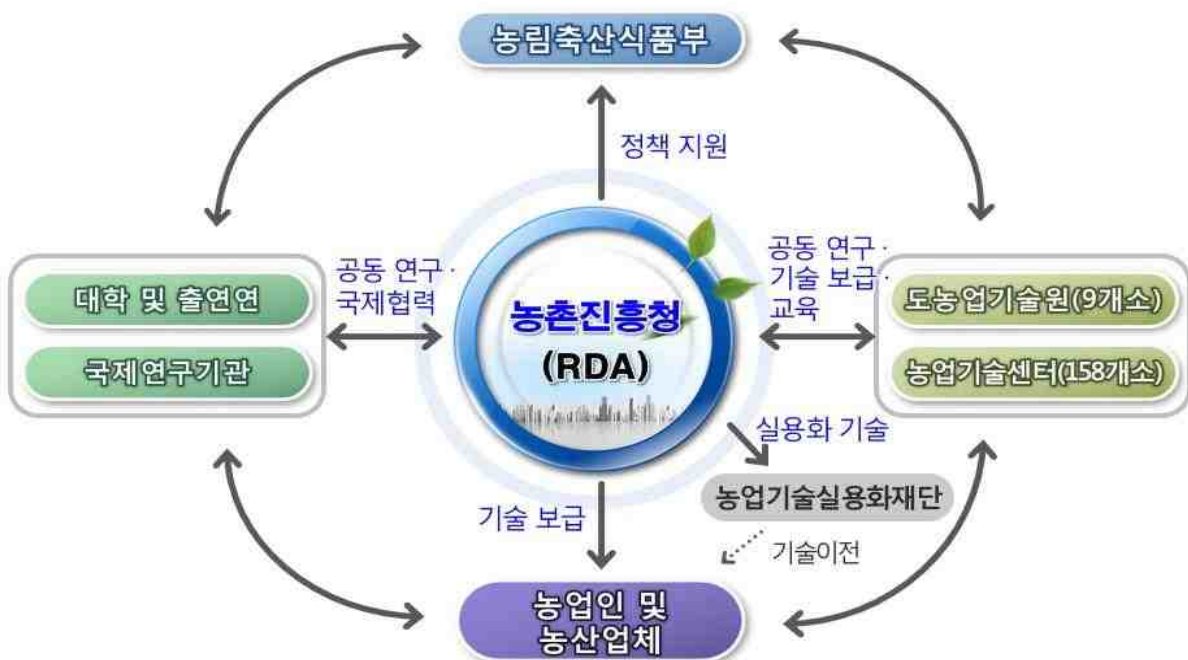 농림축산식품부
정책 지원
공동 연구 ·
국제협력
공동 연구 ·
기술 보급 ·
교육
대학 및 출연연
국제연구기관
농촌진흥청
(RDA)
도농업기술원(9개소)
농업기술센터(158개소)
실용화 기술
농업기술실용화재단
기술 보급
기술이전
농업인 및
농산업체